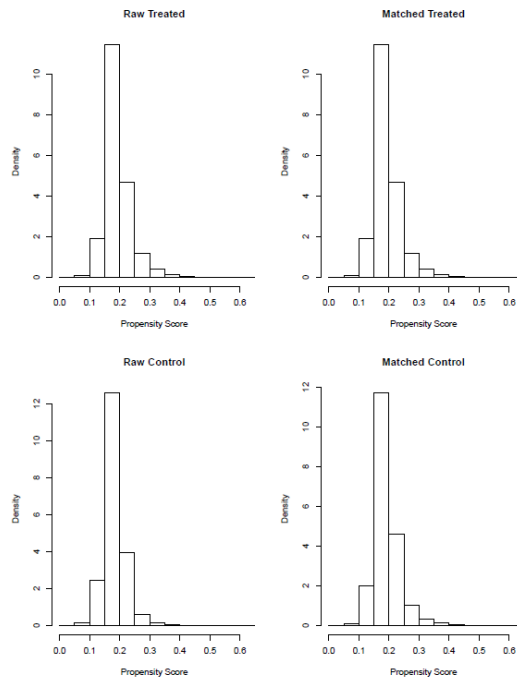 Raw Treated
Density
0 2 4 6 8 10
0.0 0.1 0.2 0.3 0.4 0.5 0.6
Propensity Score
Matched Treated
Density
0 2 4 6 8 10
0.0 0.1 0.2 0.3 0.4 0.5 0.6
Propensity Score
Raw Control
Density
0 2 4 6 8 10 12
0.0 0.1 0.2 0.3 0.4 0.5 0.6
Propensity Score
Matched Control
Density
0 2 4 6 8 10 12
0.0 0.1 0.2 0.3 0.4 0.5 0.6
Propensity Score